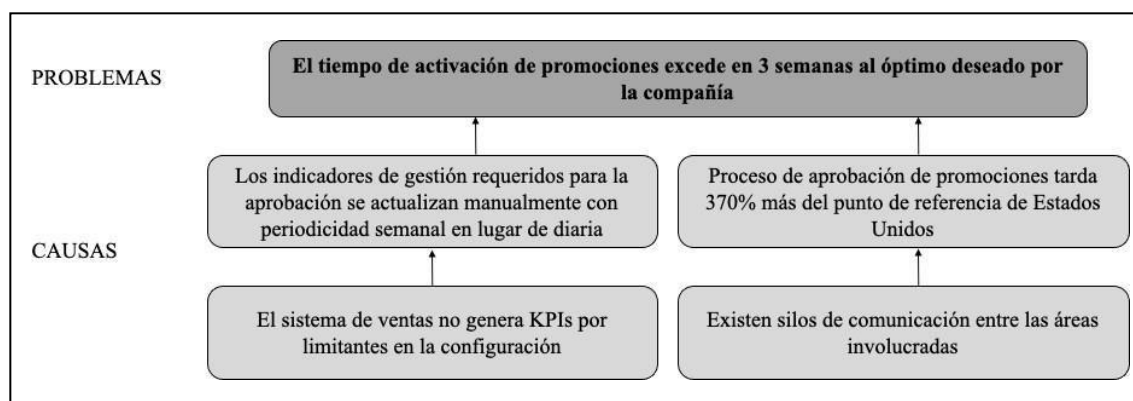 PROBLEMAS
El tiempo de activación de promociones excede en 3 semanas al óptimo deseado por
la compañía
CAUSAS
Los indicadores de gestión requeridos para la
aprobación se actualizan manualmente con
periodicidad semanal en lugar de diaria
Proceso de aprobación de promociones tarda
370% más del punto de referencia de Estados
Unidos
El sistema de ventas no genera KPIs por
limitantes en la configuración
Existen silos de comunicación entre las áreas
involucradas